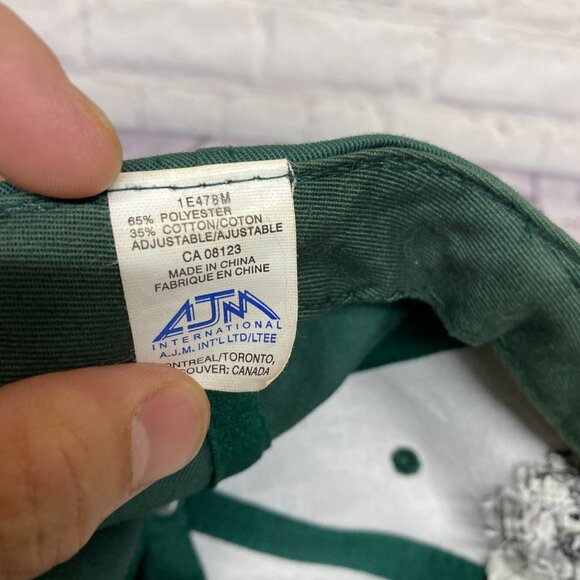 1E478M
65% POLYESTER
35% COTTON/COTON
ADJUSTABLE/AJUSTABLE
CA 08123
MADE IN CHINA
FABRIQUE EN CHINE
AJM
INTERNATIONAL
A.J.M. INT'L LTD/LTEE
ONTREAL/TORONTO,
OUVER: CANADA